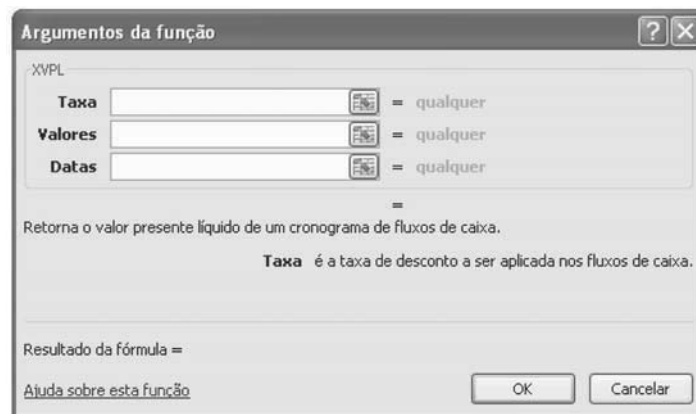 Argumentos da função
XVPL
Taxa = qualquer
Valores = qualquer
Datas = qualquer
=
Retorna o valor presente líquido de um cronograma de fluxos de caixa.
Taxa é a taxa de desconto a ser aplicada nos fluxos de caixa.
Resultado da fórmula =
Ajuda sobre esta função
OK
Cancelar